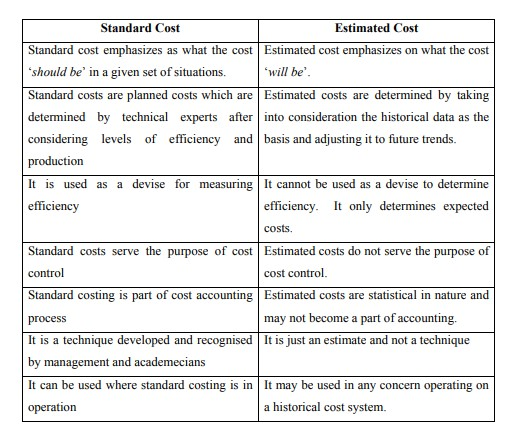 Standard Cost
Estimated Cost
Standard cost emphasizes as what the cost
‘should be’ in a given set of situations.
Estimated cost emphasizes on what the cost
‘will be’.
Standard costs are planned costs which are
determined by technical experts after
considering levels of efficiency and
production
Estimated costs are determined by taking
into consideration the historical data as the
basis and adjusting it to future trends.
It is used as a devise for measuring
efficiency
It cannot be used as a devise to determine
efficiency. It only determines expected
costs.
Standard costs serve the purpose of cost
control
Estimated costs do not serve the purpose of
cost control.
Standard costing is part of cost accounting
process
Estimated costs are statistical in nature and
may not become a part of accounting.
It is a technique developed and recognised
by management and academecians
It is just an estimate and not a technique
It can be used where standard costing is in
operation
It may be used in any concern operating on
a historical cost system.